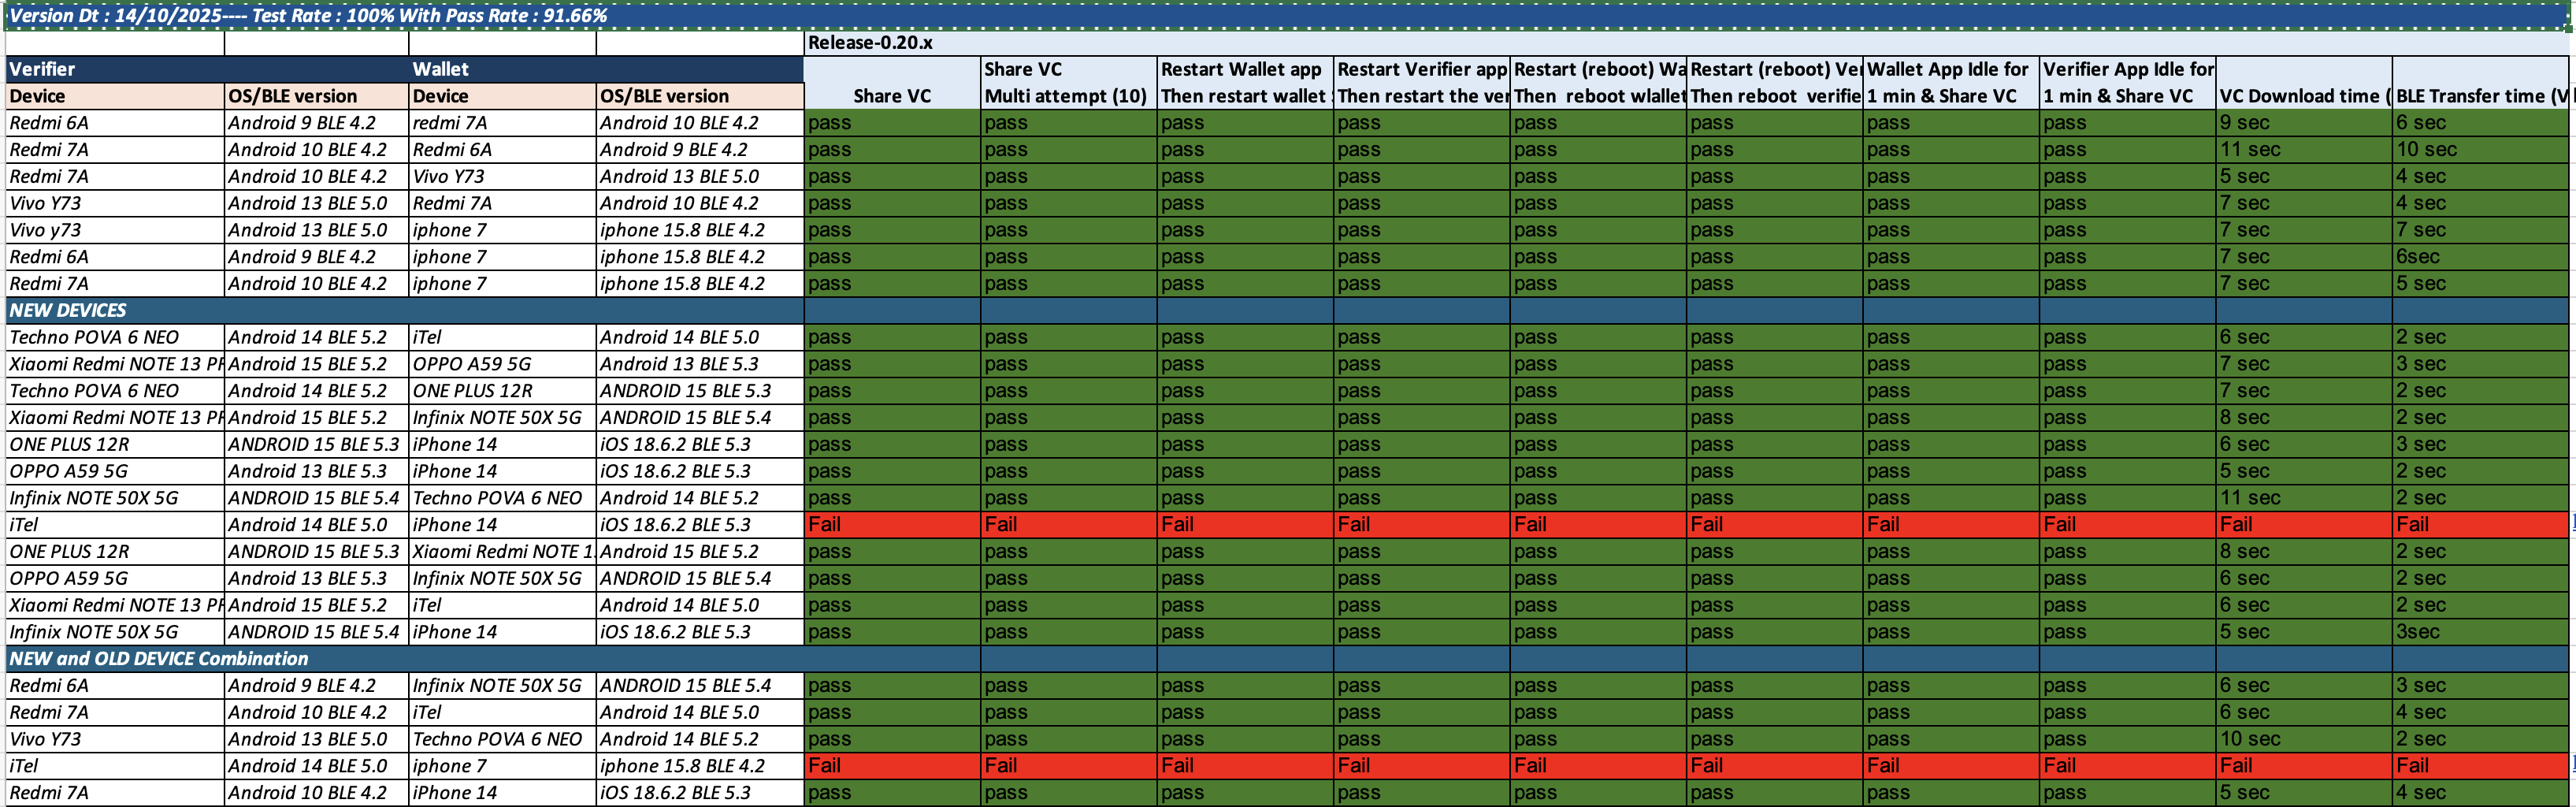 Version Dt : 14/10/2025---- Test Rate : 100% With Pass Rate : 91.66%
Release-0.20.x
Verifier Wallet Share VC Restart Wallet app Restart Verifier app Restart (reboot) Wa Restart (reboot) Ver Wallet App Idle for Verifier App Idle for
Device OS/BLE version Device OS/BLE version Share VC Multi attempt (10) Then restart wallet Then restart the ver Then reboot wlallet Then reboot verifie 1 min & Share VC 1 min & Share VC VC Download time ( BLE Transfer time (V
Redmi 6A Android 9 BLE 4.2 redmi 7A Android 10 BLE 4.2 pass pass pass pass pass pass pass pass 9 sec 6 sec
Redmi 7A Android 10 BLE 4.2 Redmi 6A Android 9 BLE 4.2 pass pass pass pass pass pass pass pass 11 sec 10 sec
Redmi 7A Android 10 BLE 4.2 Vivo Y73 Android 13 BLE 5.0 pass pass pass pass pass pass pass pass 5 sec 4 sec
Vivo Y73 Android 13 BLE 5.0 Redmi 7A Android 10 BLE 4.2 pass pass pass pass pass pass pass pass 7 sec 4 sec
Vivo y73 Android 13 BLE 5.0 iphone 7 iphone 15.8 BLE 4.2 pass pass pass pass pass pass pass pass 7 sec 7 sec
Redmi 6A Android 9 BLE 4.2 iphone 7 iphone 15.8 BLE 4.2 pass pass pass pass pass pass pass pass 7 sec 6sec
Redmi 7A Android 10 BLE 4.2 iphone 7 iphone 15.8 BLE 4.2 pass pass pass pass pass pass pass pass 7 sec 5 sec
NEW DEVICES
Techno POVA 6 NEO Android 14 BLE 5.2 iTel Android 14 BLE 5.0 pass pass pass pass pass pass pass pass 6 sec 2 sec
Xiaomi Redmi NOTE 13 PR Android 15 BLE 5.2 OPPO A59 5G Android 13 BLE 5.3 pass pass pass pass pass pass pass pass 7 sec 3 sec
Techno POVA 6 NEO Android 14 BLE 5.2 ONE PLUS 12R ANDROID 15 BLE 5.3 pass pass pass pass pass pass pass pass 7 sec 2 sec
Xiaomi Redmi NOTE 13 PR Android 15 BLE 5.2 Infinix NOTE 50X 5G ANDROID 15 BLE 5.4 pass pass pass pass pass pass pass pass 8 sec 2 sec
ONE PLUS 12R ANDROID 15 BLE 5.3 iPhone 14 iOS 18.6.2 BLE 5.3 pass pass pass pass pass pass pass pass 6 sec 3 sec
OPPO A59 5G Android 13 BLE 5.3 iPhone 14 iOS 18.6.2 BLE 5.3 pass pass pass pass pass pass pass pass 5 sec 2 sec
Infinix NOTE 50X 5G ANDROID 15 BLE 5.4 Techno POVA 6 NEO Android 14 BLE 5.2 pass pass pass pass pass pass pass pass 11 sec 2 sec
iTel Android 14 BLE 5.0 iPhone 14 iOS 18.6.2 BLE 5.3 Fail Fail Fail Fail Fail Fail Fail Fail Fail Fail
ONE PLUS 12R ANDROID 15 BLE 5.3 Xiaomi Redmi NOTE 1 Android 15 BLE 5.2 pass pass pass pass pass pass pass pass 8 sec 2 sec
OPPO A59 5G Android 13 BLE 5.3 Infinix NOTE 50X 5G ANDROID 15 BLE 5.4 pass pass pass pass pass pass pass pass 6 sec 2 sec
Xiaomi Redmi NOTE 13 PR Android 15 BLE 5.2 iTel Android 14 BLE 5.0 pass pass pass pass pass pass pass pass 6 sec 2 sec
Infinix NOTE 50X 5G ANDROID 15 BLE 5.4 iPhone 14 iOS 18.6.2 BLE 5.3 pass pass pass pass pass pass pass pass 5 sec 3sec
NEW and OLD DEVICE Combination
Redmi 6A Android 9 BLE 4.2 Infinix NOTE 50X 5G ANDROID 15 BLE 5.4 pass pass pass pass pass pass pass pass 6 sec 3 sec
Redmi 7A Android 10 BLE 4.2 iTel Android 14 BLE 5.0 pass pass pass pass pass pass pass pass 6 sec 4 sec
Vivo Y73 Android 13 BLE 5.0 Techno POVA 6 NEO Android 14 BLE 5.2 pass pass pass pass pass pass pass pass 10 sec 2 sec
iTel Android 14 BLE 5.0 iphone 7 iphone 15.8 BLE 4.2 Fail Fail Fail Fail Fail Fail Fail Fail Fail Fail
Redmi 7A Android 10 BLE 4.2 iPhone 14 iOS 18.6.2 BLE 5.3 pass pass pass pass pass pass pass pass 5 sec 4 sec